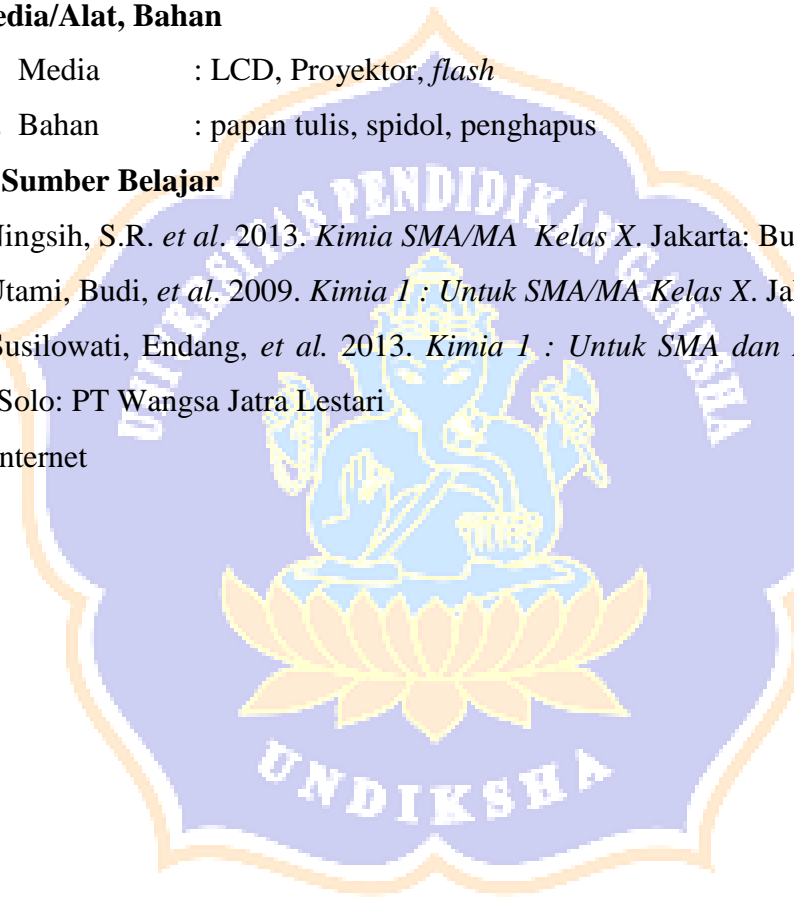 edia/Alat, Bahan
Media : LCD, Proyektor, flash
. Bahan : papan tulis, spidol, penghapus
Sumber Belajar
Ningsih, S.R. et al. 2013. Kimia SMA/MA Kelas X. Jakarta: Bu
Utami, Budi, et al. 2009. Kimia 1 : Untuk SMA/MA Kelas X. Ja
Susilowati, Endang, et al. 2013. Kimia 1 : Untuk SMA dan
Solo: PT Wangsa Jatra Lestari
Internet
UNIVERSITAS PENDIDIKAN GANESHA
UNDIKSHA